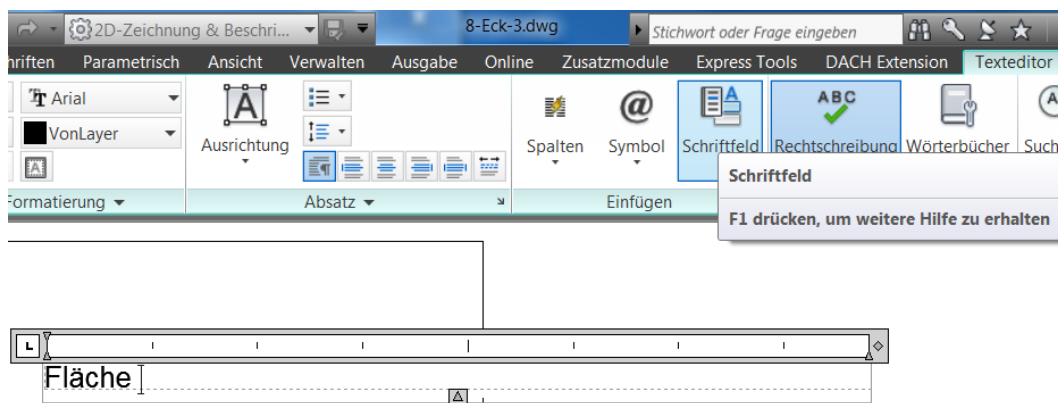 2D-Zeichnung & Beschri... 8-Eck-3.dwg Stichwort oder Frage eingeben
hriften Parametrisch Ansicht Verwalten Ausgabe Online Zusatzmodule Express Tools DACH Extension Texteditor
Arial
VonLayer
A
Ausrichtung
Spalten
@
Symbol
Schriftfeld
ABC
Rechtschreibung
Wörterbücher
Such
Formatierung
Absatz
Einfügen
Schriftfeld
F1 drücken, um weitere Hilfe zu erhalten
Fläche